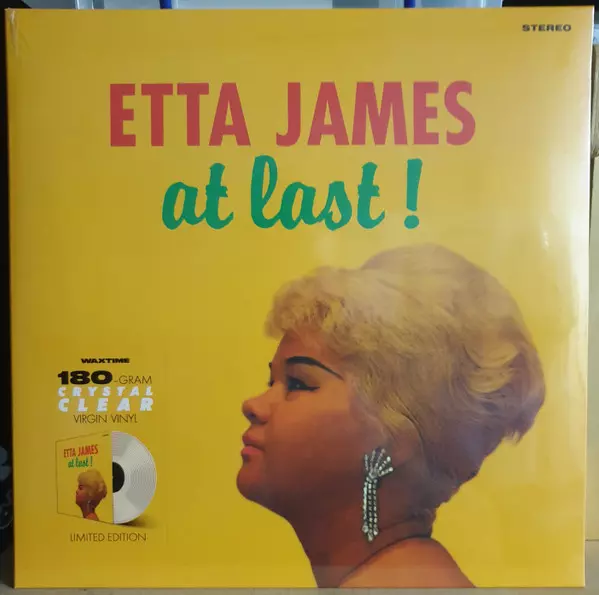 STEREO
ETTA JAMES
at last!
WAXTIME
180-GRAM
CRYSTAL
CLEAR
VIRGIN VINYL
ETTA JAMES
at last!
LIMITED EDITION